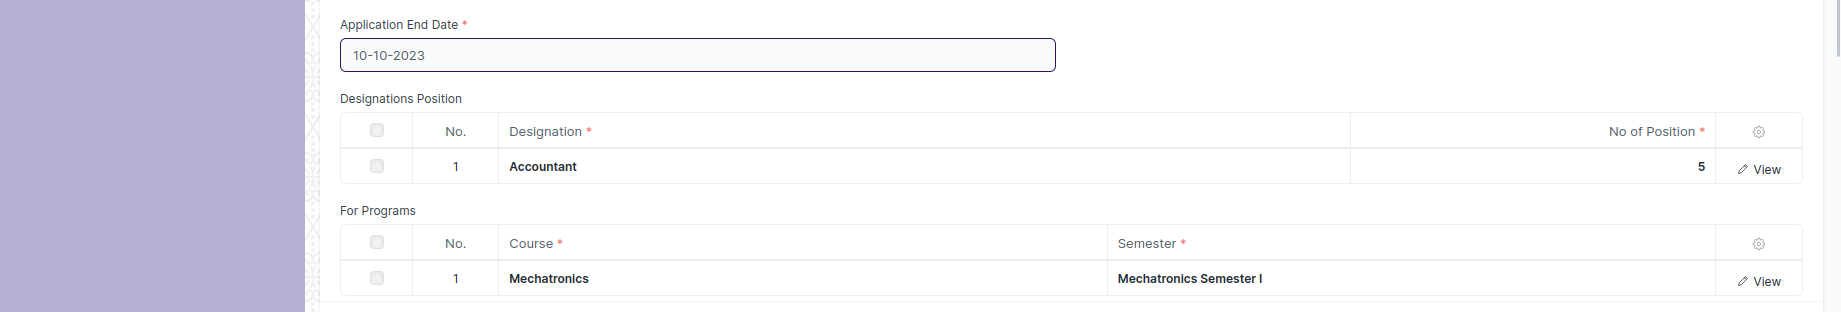 Application End Date *
10-10-2023
Designations Position
No. Designation * No of Position *
1 Accountant 5 View
For Programs
No. Course * Semester *
1 Mechatronics Mechatronics Semester I View